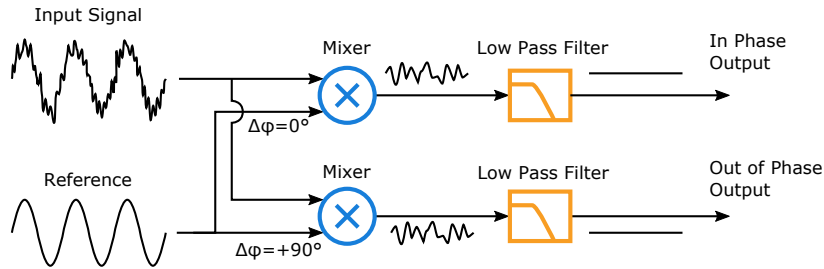 Input Signal
Mixer
Low Pass Filter
In Phase
Output
Δφ=0°
Reference
Mixer
Low Pass Filter
Out of Phase
Output
Δφ=+90°